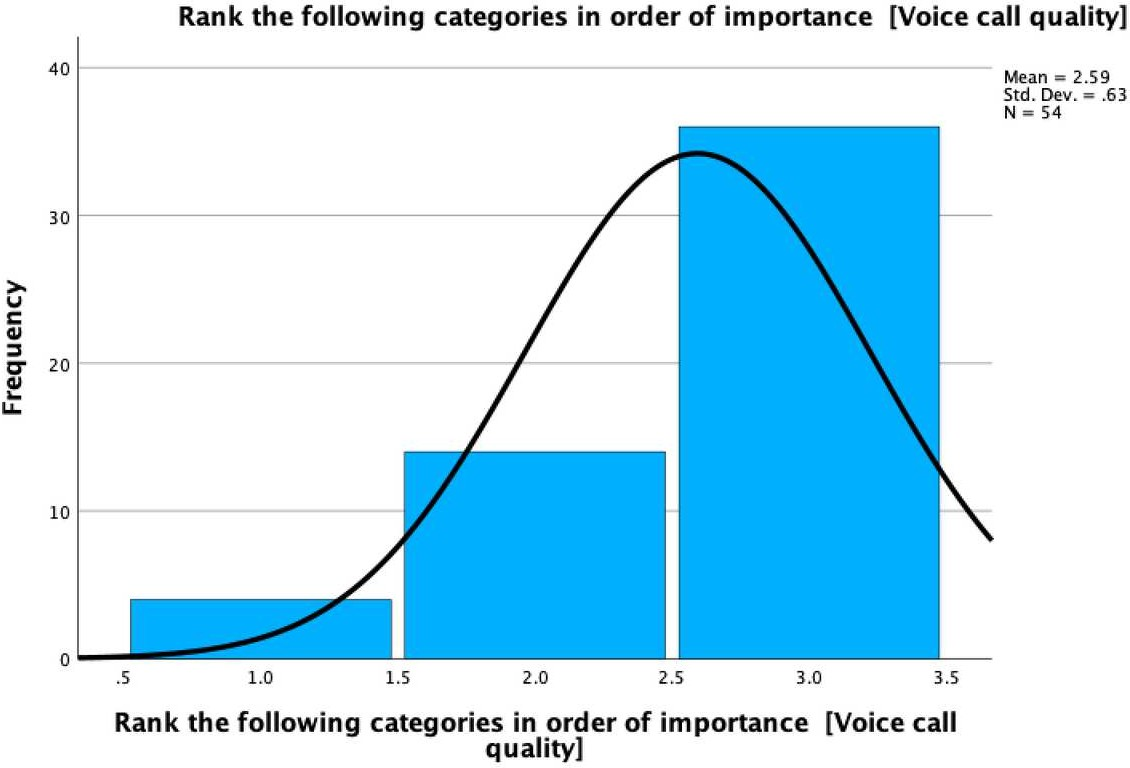 Rank the following categories in order of importance [Voice call quality]
Mean = 2.59
Std. Dev. = .63
N = 54
40
30
20
10
0
Frequency
.5 1.0 1.5 2.0 2.5 3.0 3.5
Rank the following categories in order of importance [Voice call
quality]